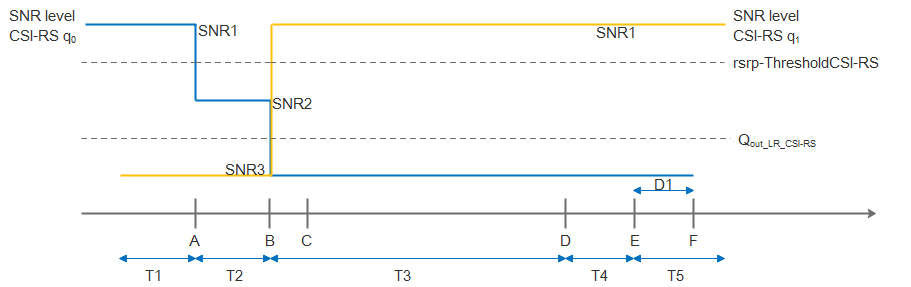 SNR level
CSI-RS q0
SNR1
SNR level
CSI-RS q1
SNR1
rsrp-ThresholdCSI-RS
SNR2
Qout_LR_CSI-RS
SNR3
D1
A B C D E F
T1 T2 T3 T4 T5